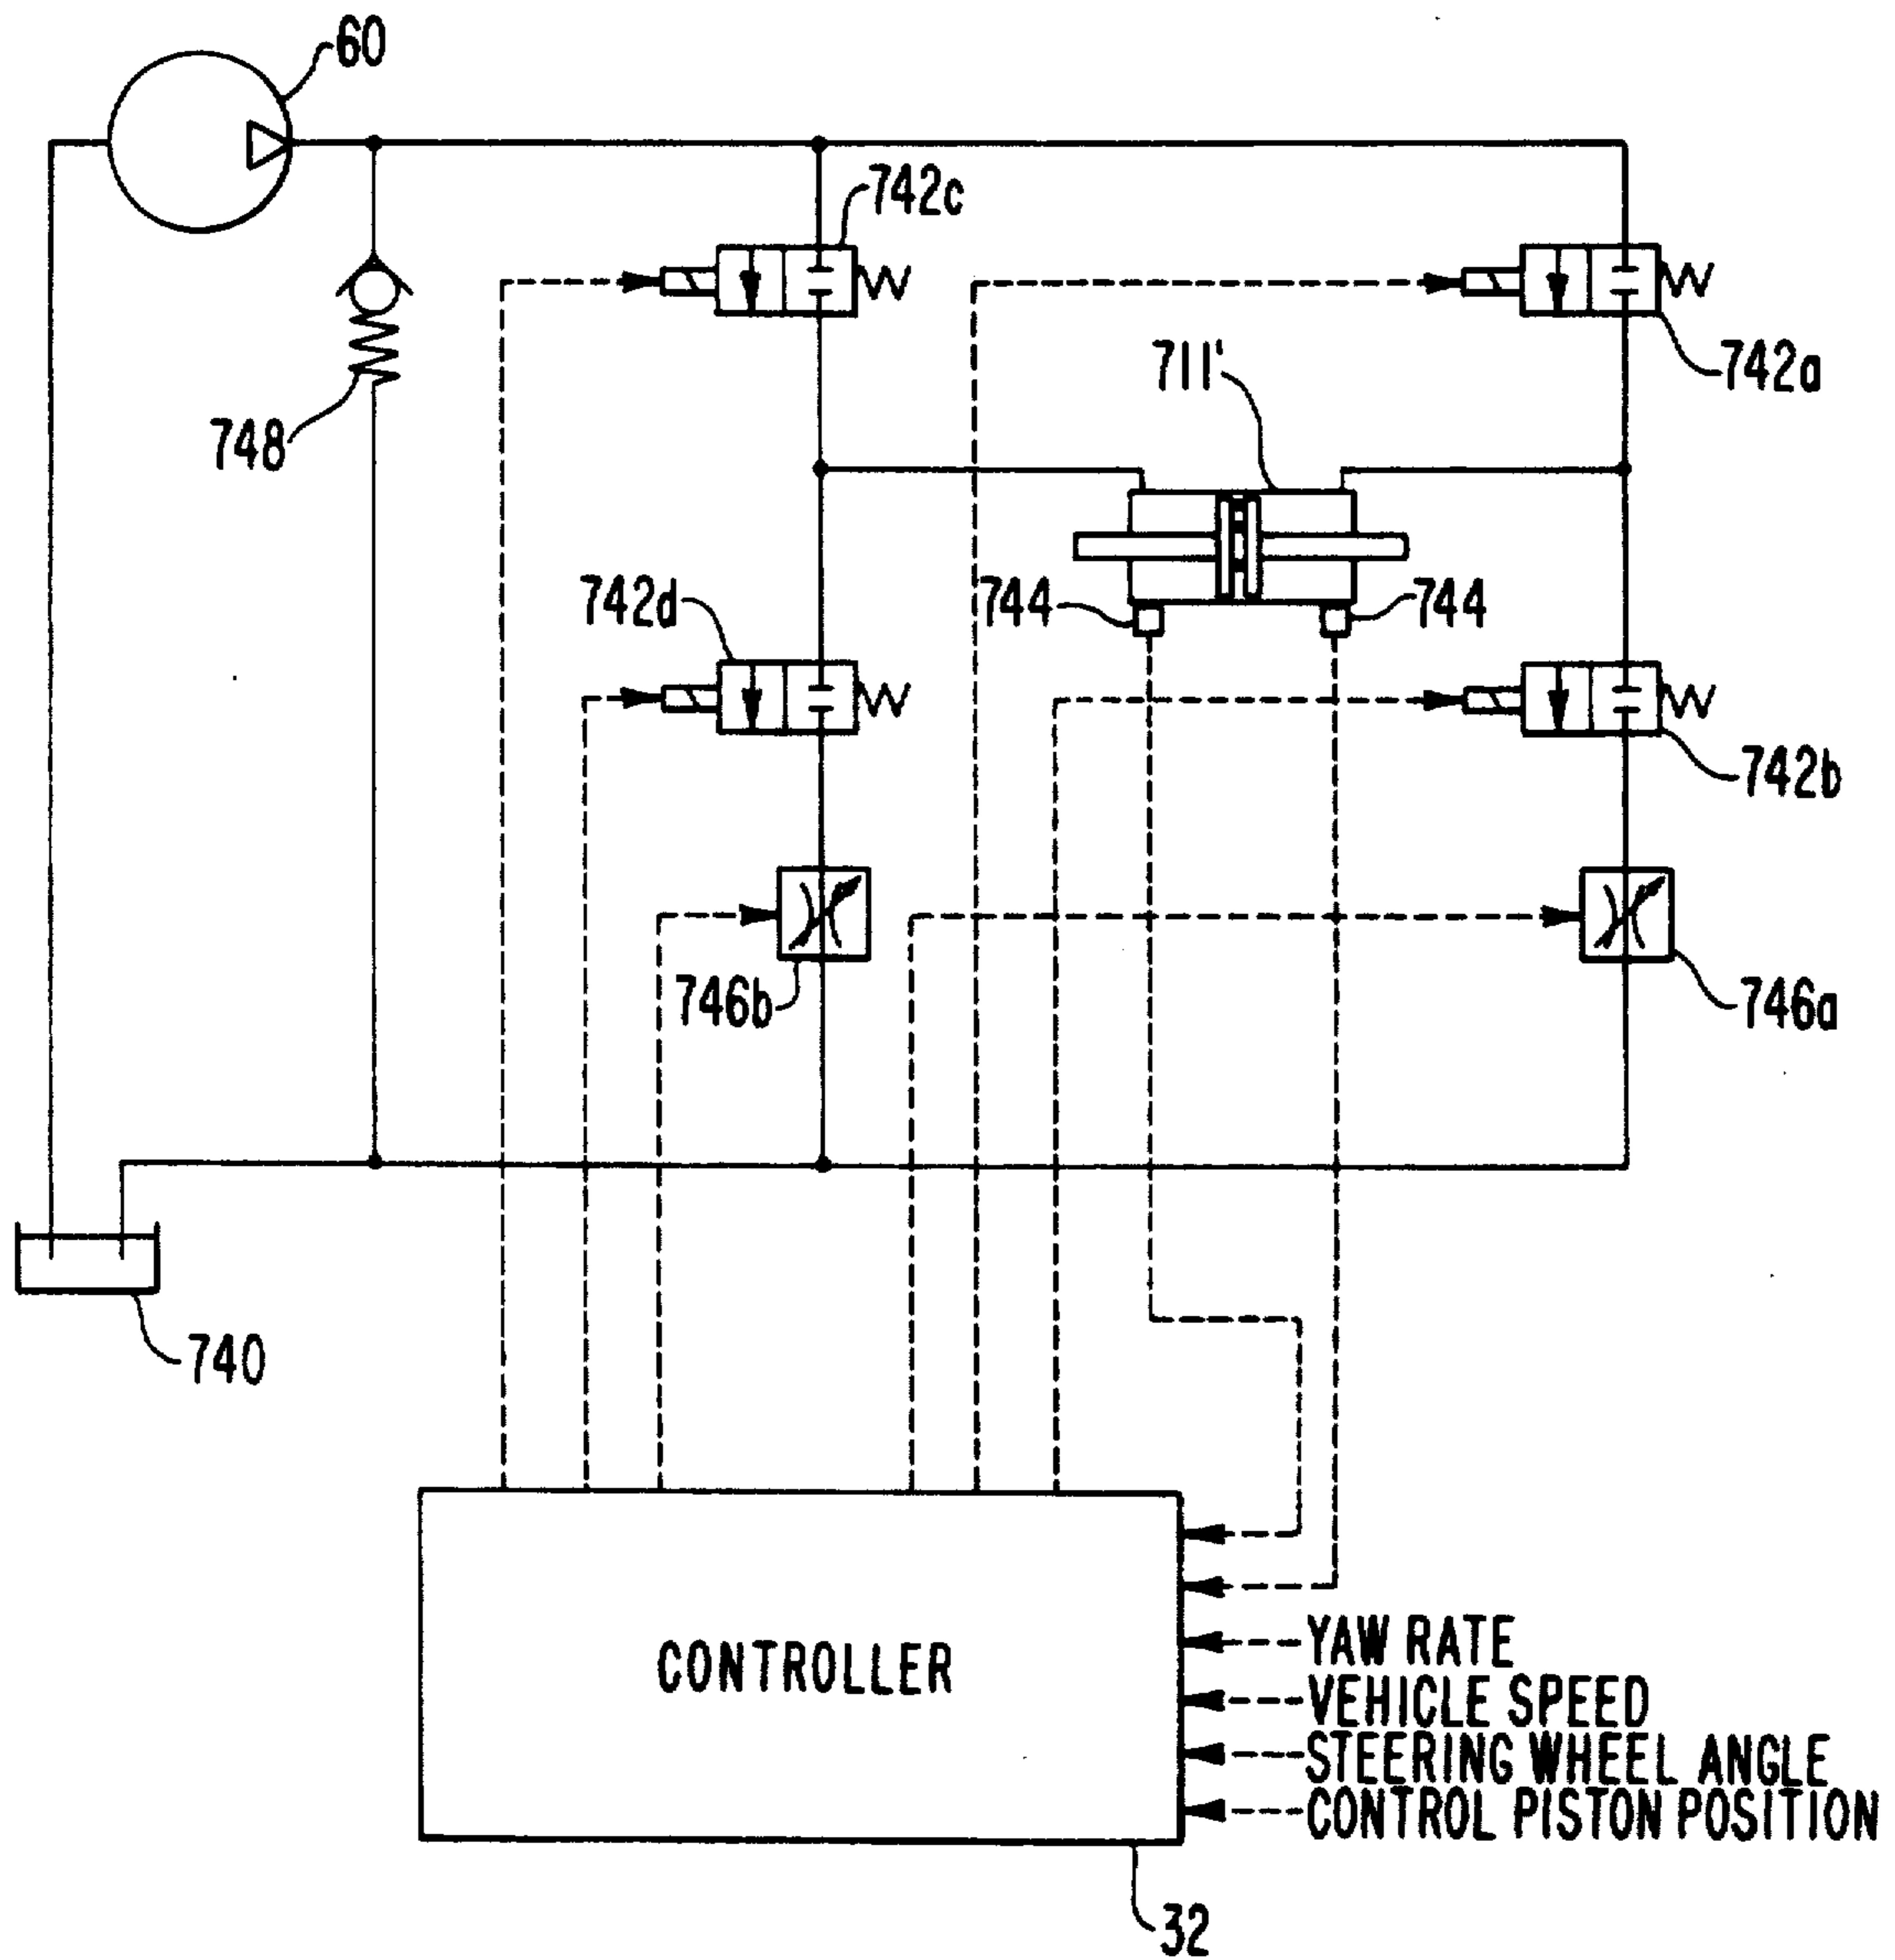 60
742c
742a
711'
748
742d
744
744
742b
746b
746a
740
CONTROLLER
YAW RATE
VEHICLE SPEED
STEERING WHEEL ANGLE
CONTROL PISTON POSITION
32